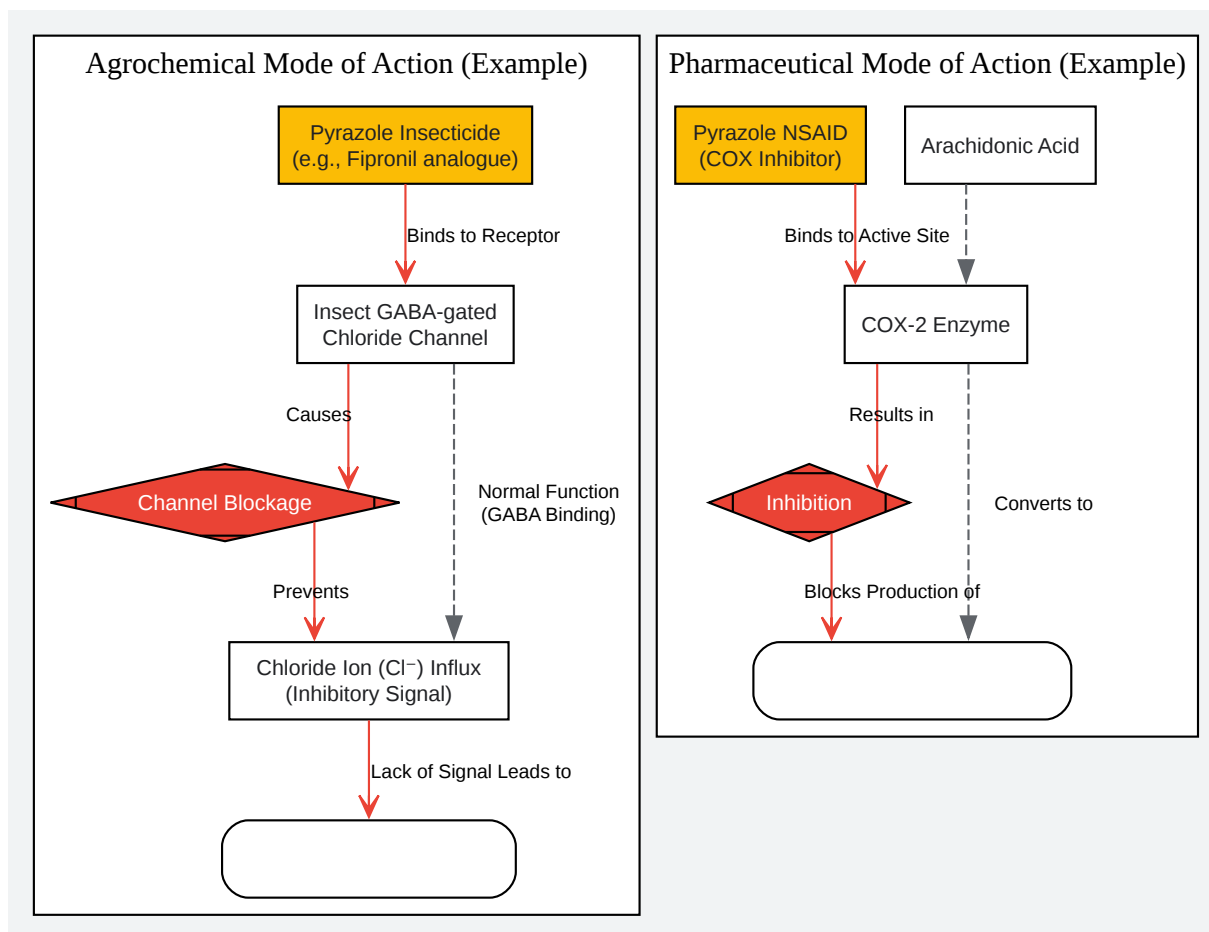 Agrochemical Mode of Action (Example)
Pyrazole Insecticide
(e.g., Fipronil analogue)
Binds to Receptor
Insect GABA-gated
Chloride Channel
Causes
Channel Blockage
Normal Function
(GABA Binding)
Prevents
Chloride Ion (Cl⁻) Influx
(Inhibitory Signal)
Lack of Signal Leads to
Pharmaceutical Mode of Action (Example)
Pyrazole NSAID
(COX Inhibitor)
Arachidonic Acid
Binds to Active Site
COX-2 Enzyme
Results in
Inhibition
Converts to
Blocks Production of